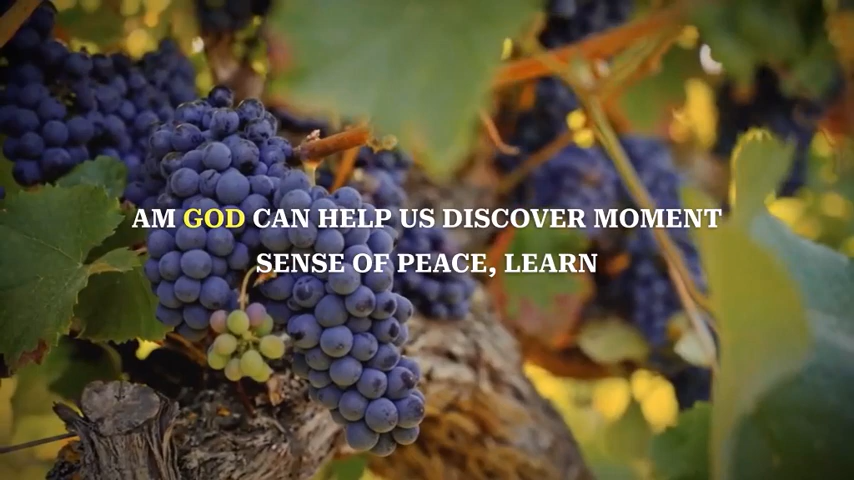 AM GOD CAN HELP US DISCOVER MOMENT
SENSE OF PEACE, LEARN